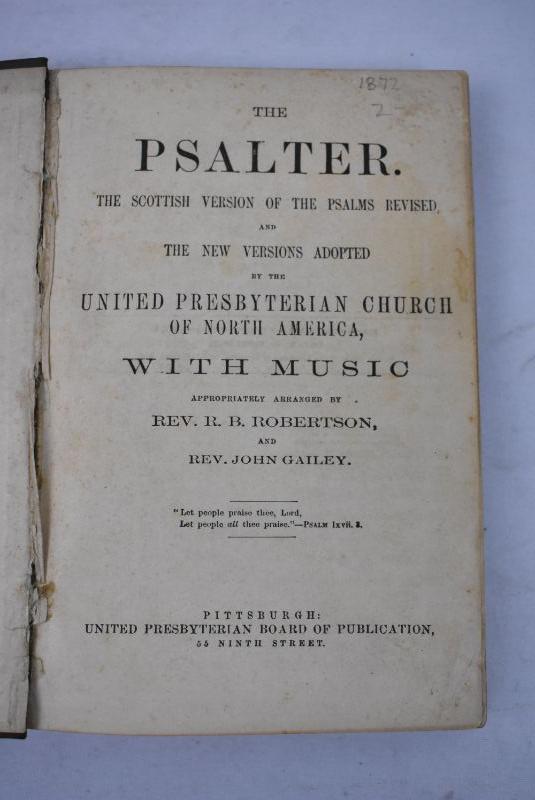 1872
2-
THE
PSALTER.
THE SCOTTISH VERSION OF THE PSALMS REVISED,
AND
THE NEW VERSIONS ADOPTED
BY THE
UNITED PRESBYTERIAN CHURCH
OF NORTH AMERICA,
WITH MUSIC
APPROPRIATELY ARRANGED BY
REV. R. B. ROBERTSON,
AND
REV. JOHN GAILEY.
"Let people praise thee, Lord,
Let people all thee praise."—PSALM lxvii. 3.
PITTSBURGH:
UNITED PRESBYTERIAN BOARD OF PUBLICATION,
55 NINTH STREET.